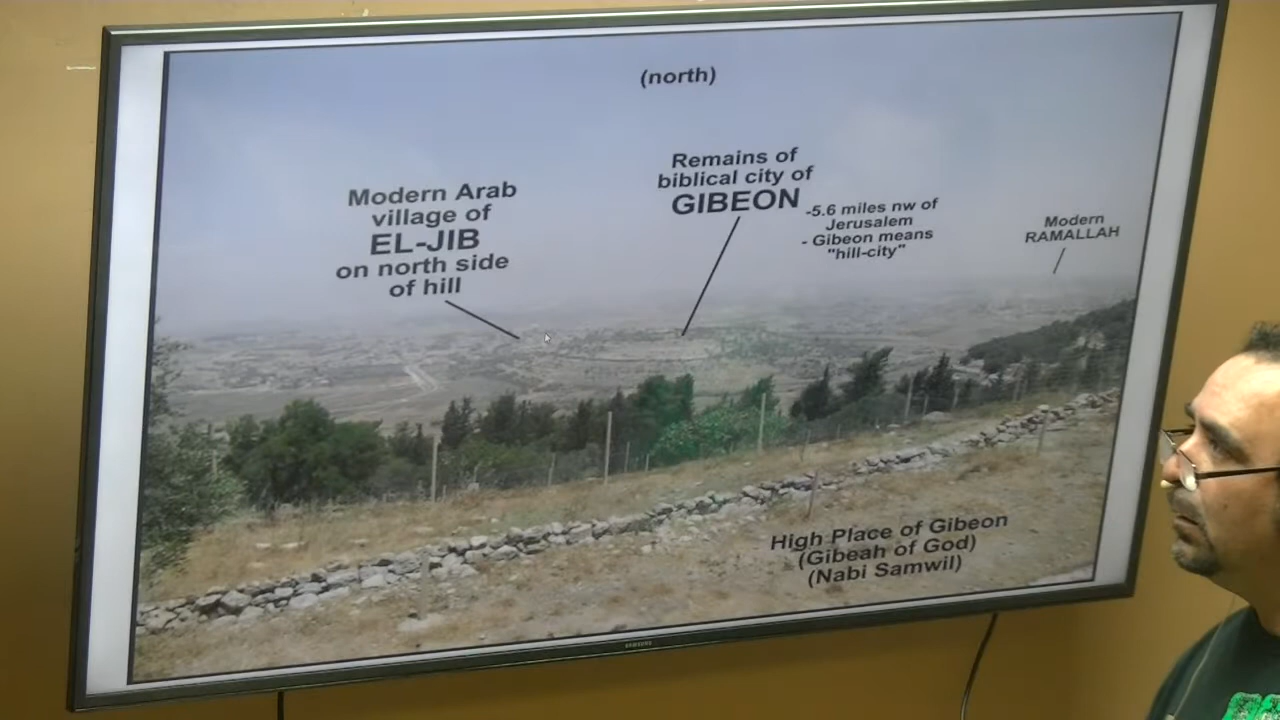 (north)
Modern Arab
village of
EL-JIB
on north side
of hill
Remains of
biblical city of
GIBEON
-5.6 miles nw of
Jerusalem
- Gibeon means
"hill-city"
Modern
RAMALLAH
High Place of Gibeon
(Gibeah of God)
(Nabi Samwil)
SAMSUNG